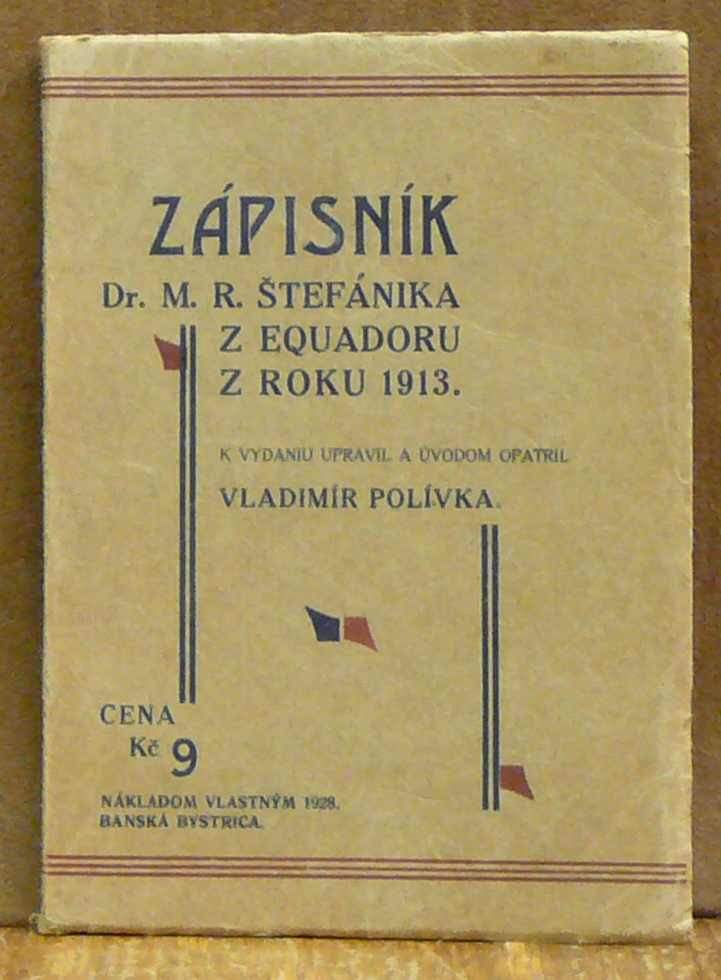 ZÁPISNÍK
Dr. M. R. ŠTEFÁNIKA
Z EQUADORU
Z ROKU 1913.
K VYDANIU UPRAVIL A ÚVODOM OPATRIL
VLADIMÍR POLÍVKA.
CENA
Kč 9
NÁKLADOM VLASTNÝM 1928.
BANSKÁ BYSTRICA.